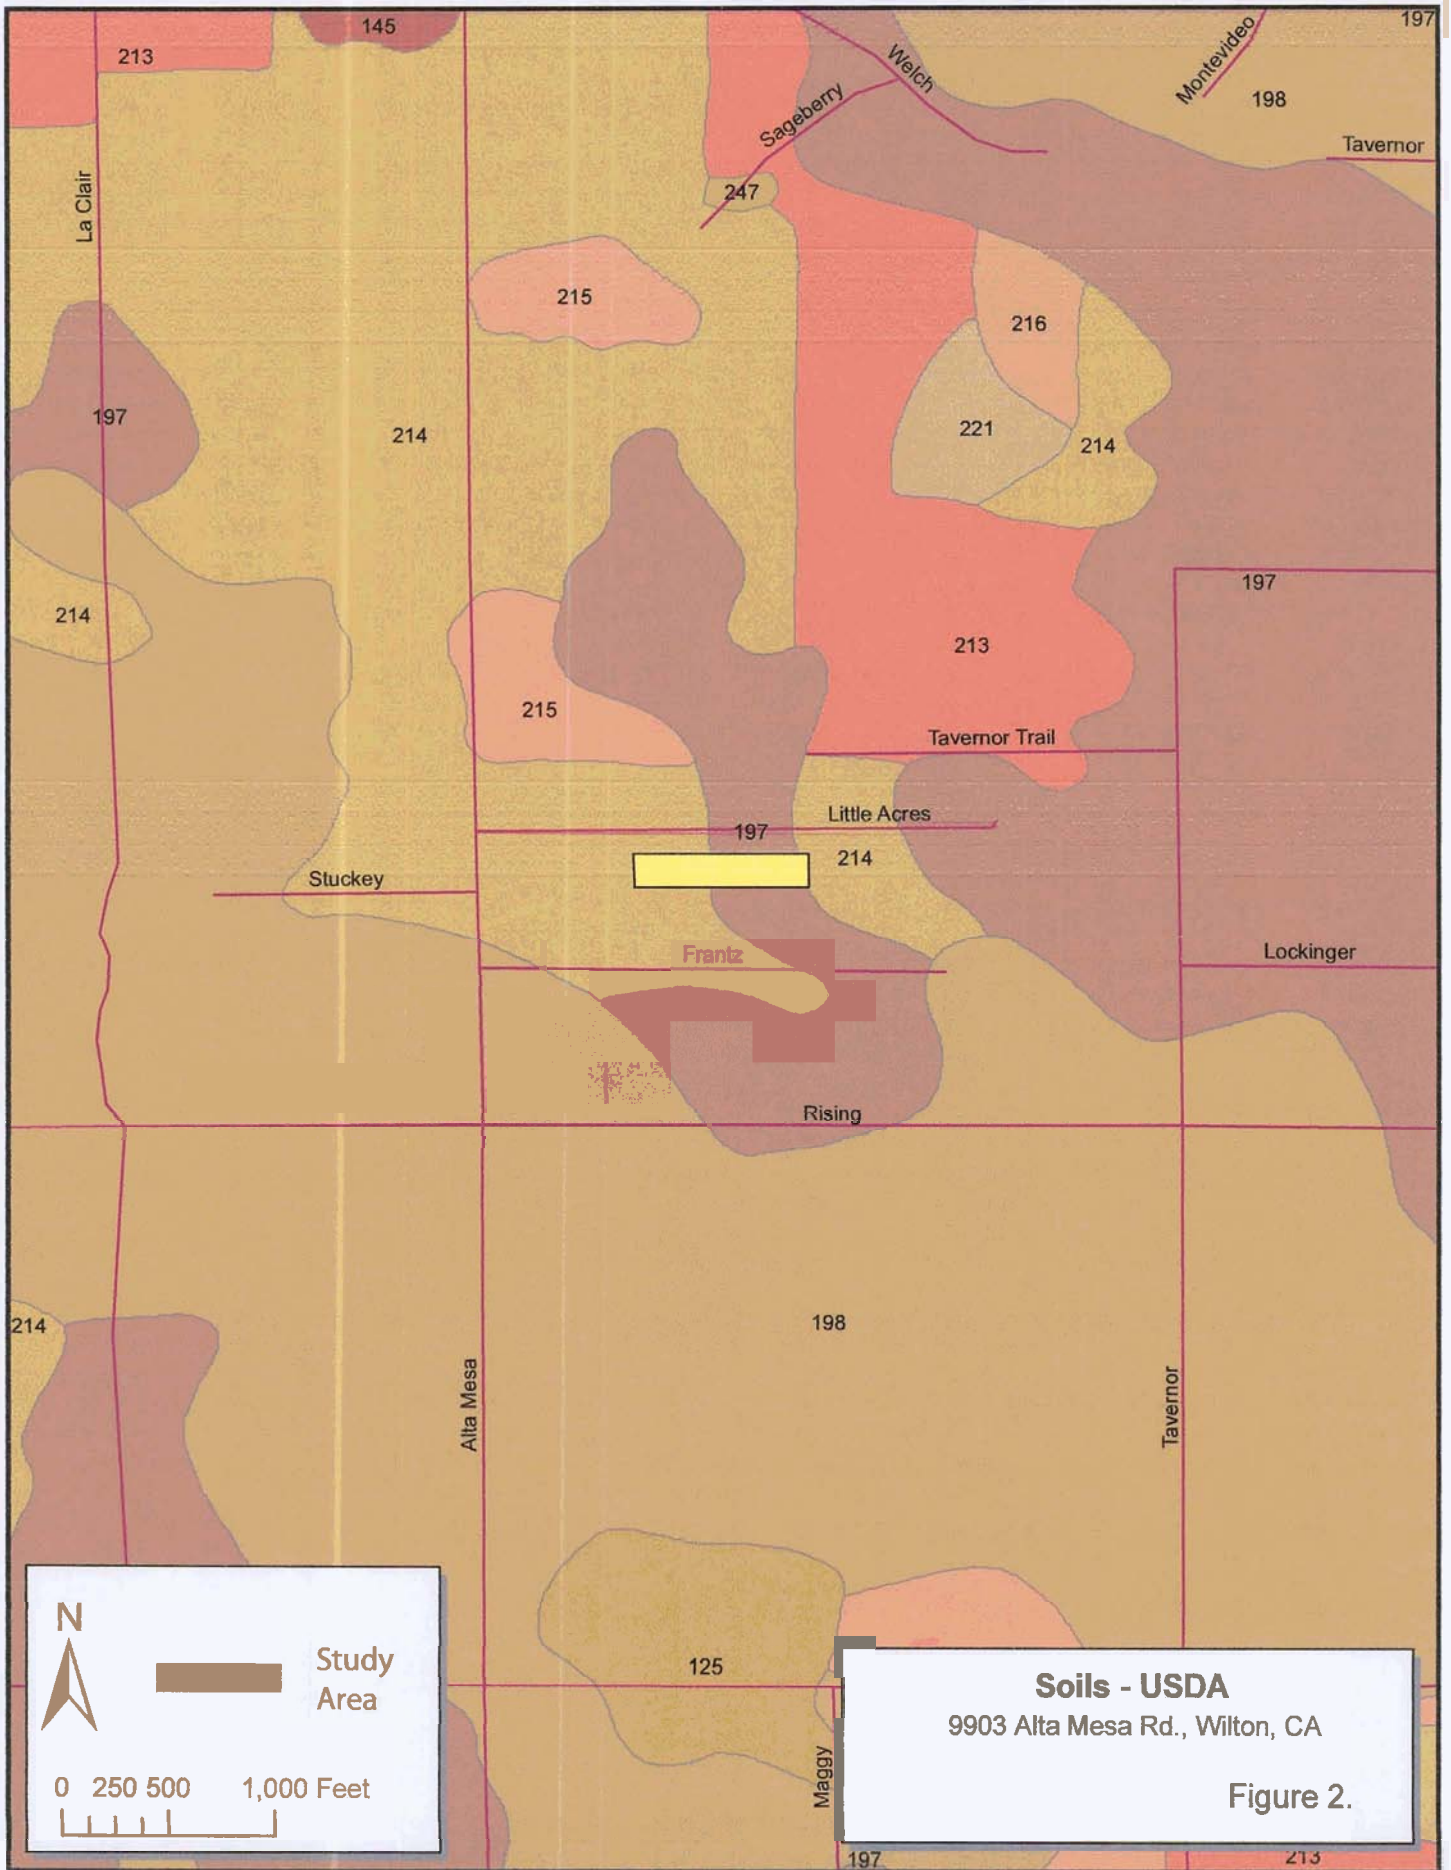 145
197
213
Welch
Montevideo
198
Sageberry
Tavernor
La Clair
247
215
216
197
214
221
214
197
214
213
215
Tavernor Trail
Little Acres
197
214
Stuckey
Frantz
Lockinger
Rising
214
198
Alta Mesa
Tavernor
125
N
Study
Area
0 250 500 1,000 Feet
Maggy
Soils - USDA
9903 Alta Mesa Rd., Wilton, CA
Figure 2.
197
213